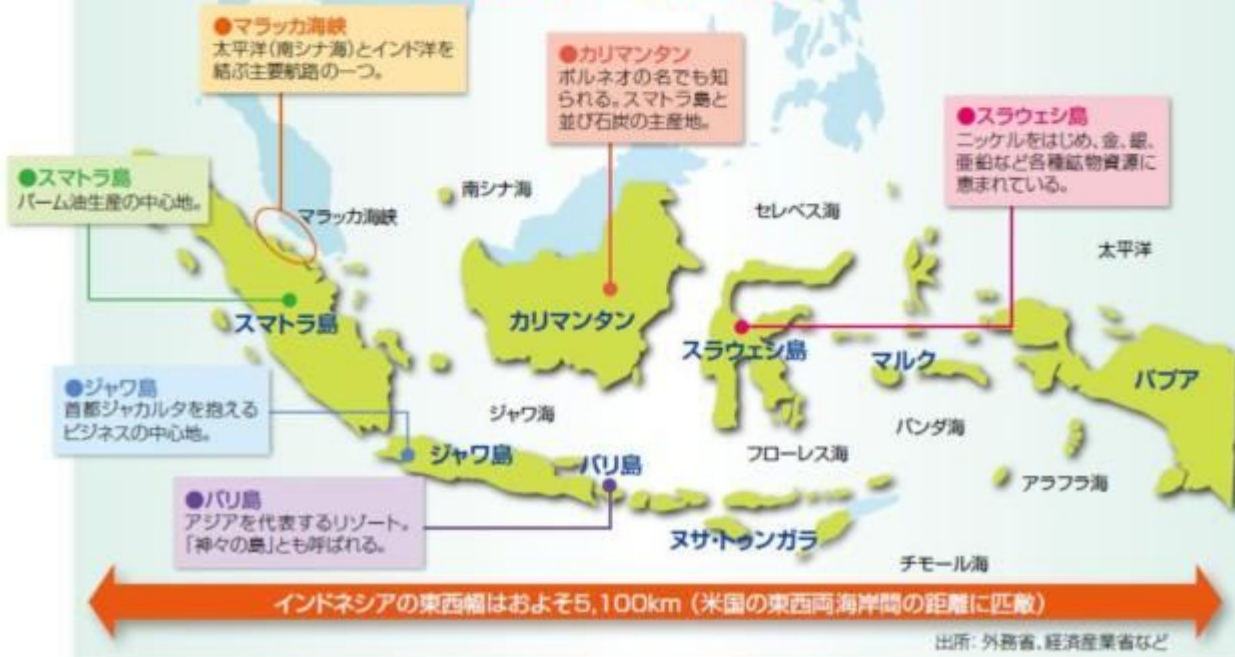 ●マラッカ海峡
太平洋(南シナ海)とインド洋を
結ぶ主要航路の一つ。
●カリマンタン
ボルネオの名でも知
られる。スマトラ島と
並び石炭の主産地。
●スラウェシ島
ニッケルをはじめ、金、銀、
亜鉛など各種鉱物資源に
恵まれている。
●スマトラ島
パーム油生産の中心地。
南シナ海
マラッカ海峡
セレベス海
太平洋
スマトラ島
カリマンタン
スラウェシ島
マルク
パプア
●ジャワ島
首都ジャカルタを抱える
ビジネスの中心地。
ジャワ海
バンダ海
ジャワ島
バリ島
フローレス海
アラフラ海
●バリ島
アジアを代表するリゾート。
「神々の島」とも呼ばれる。
ヌサ・トゥンガラ
チモール海
インドネシアの東西幅はおよそ5,100km(米国の東西両海岸間の距離に匹敵)
出所:外務省、経済産業省など